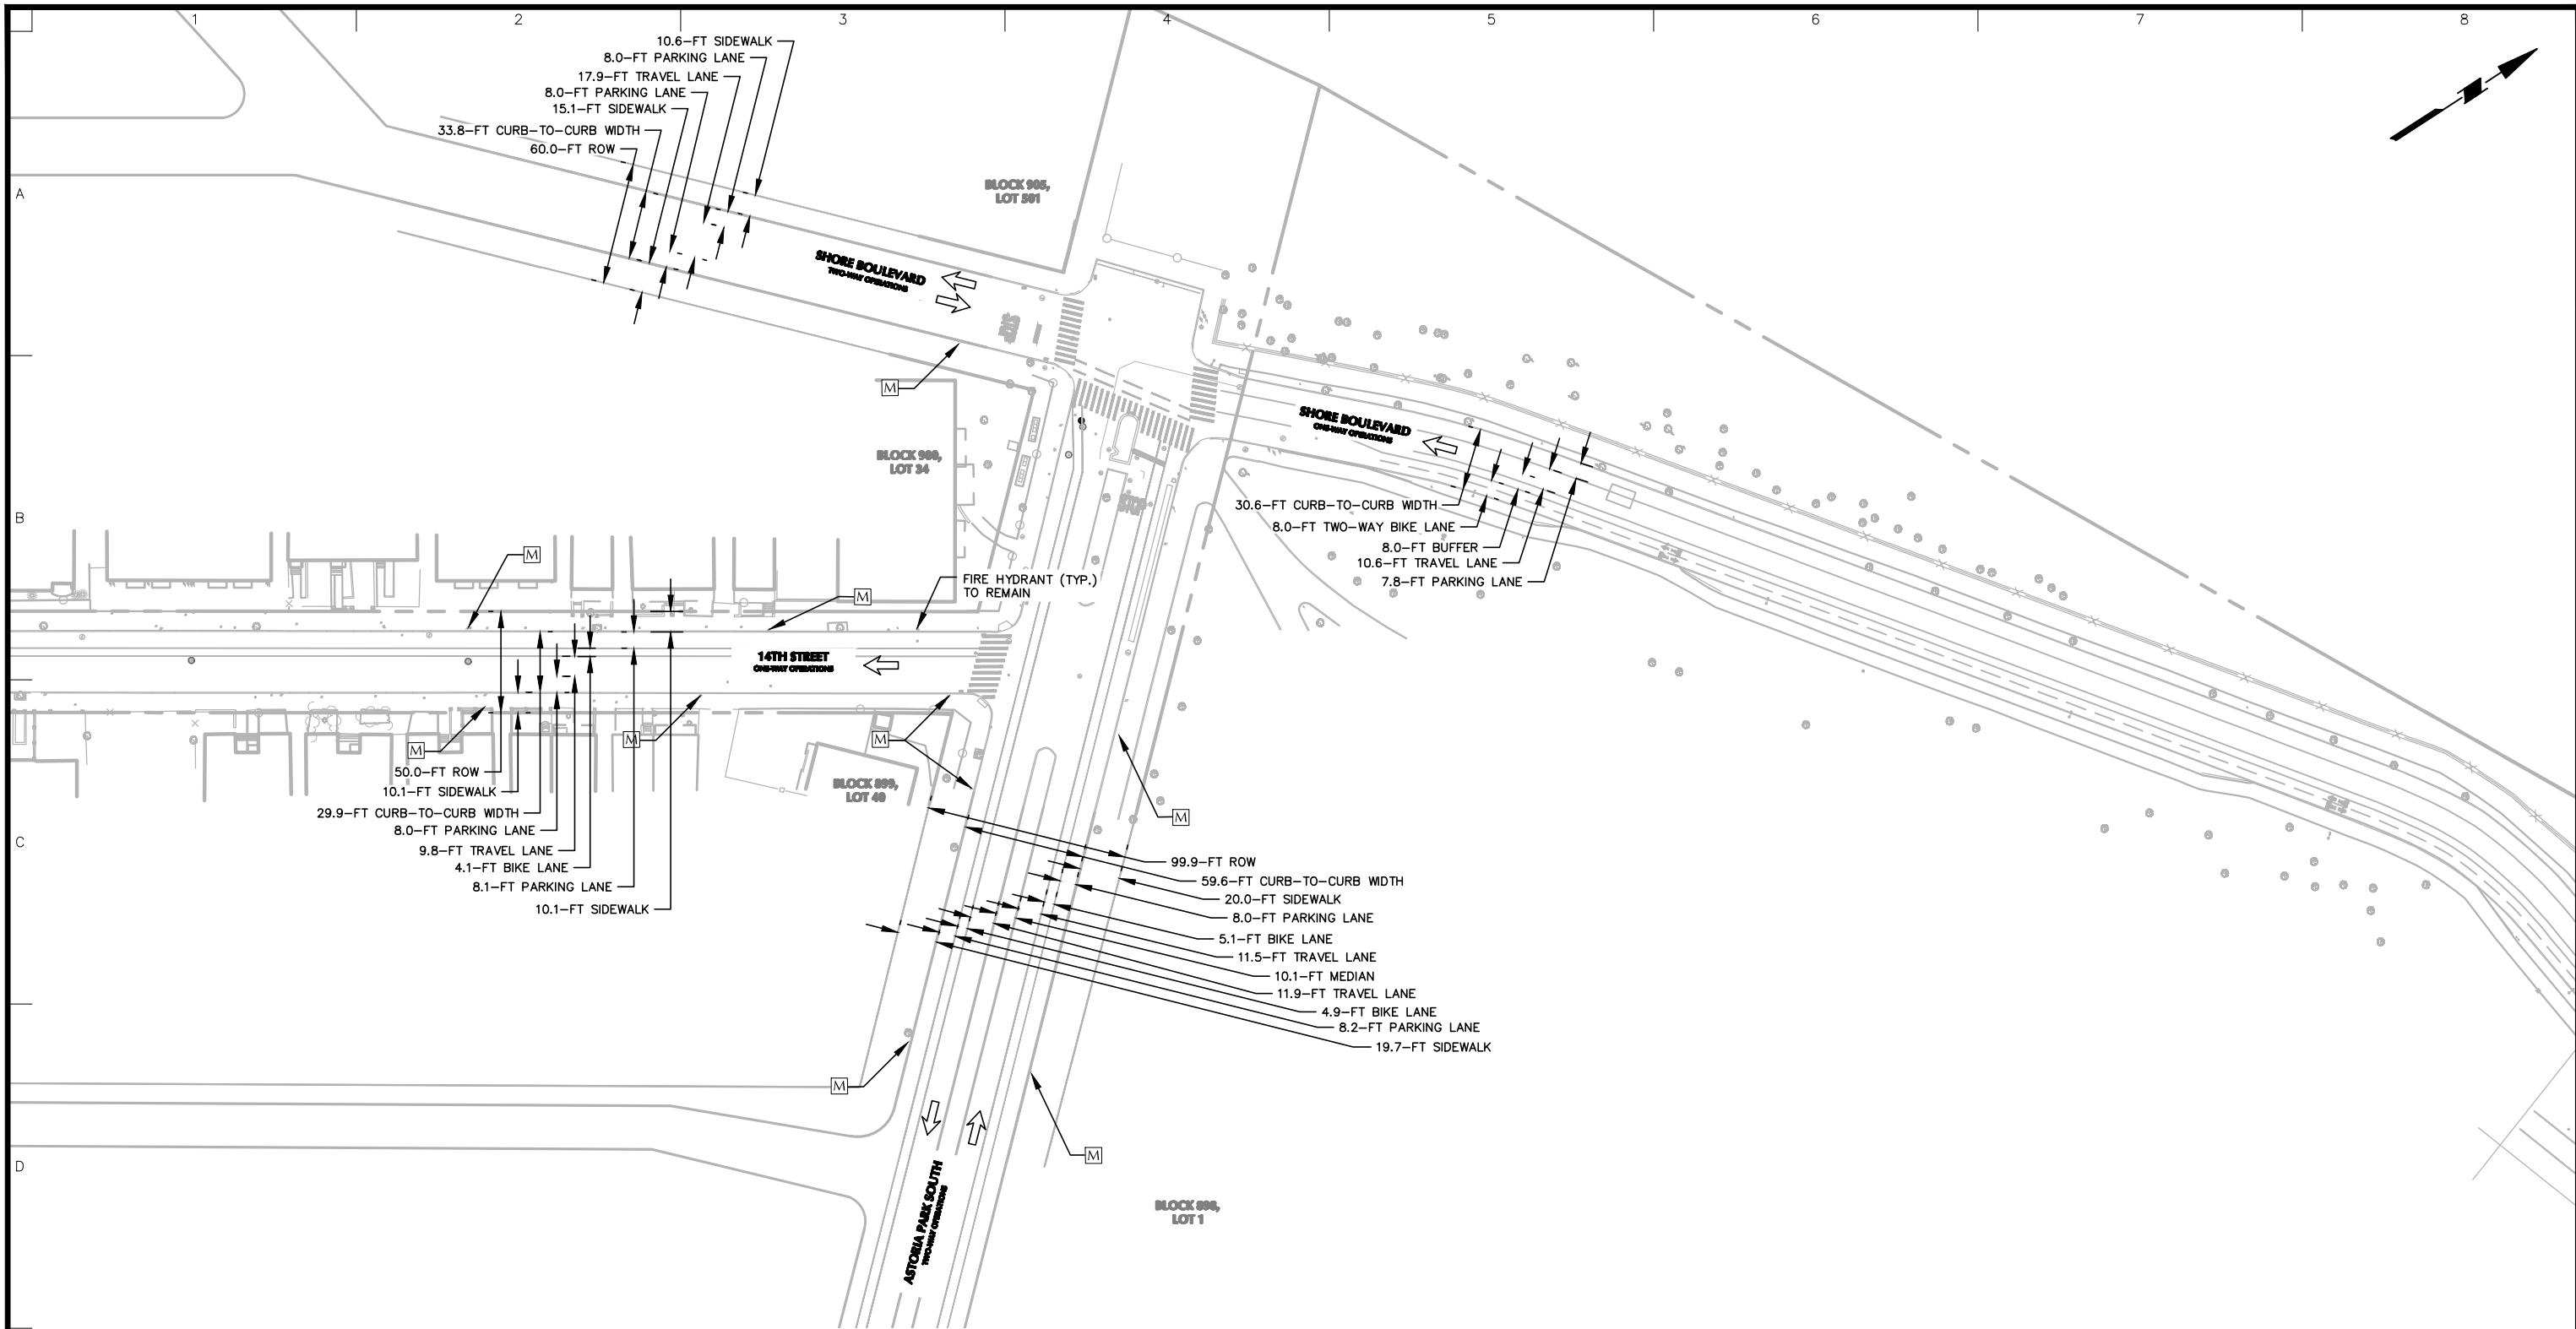 1 2 3 4 5 6 7 8
A
B
C
D
10.6-FT SIDEWALK
8.0-FT PARKING LANE
17.9-FT TRAVEL LANE
8.0-FT PARKING LANE
15.1-FT SIDEWALK
33.8-FT CURB-TO-CURB WIDTH
60.0-FT ROW
BLOCK 905,
LOT 501
SHORE BOULEVARD
TWO-WAY OPERATIONS
M
BLOCK 900,
LOT 34
SHORE BOULEVARD
ONE-WAY OPERATIONS
30.6-FT CURB-TO-CURB WIDTH
8.0-FT TWO-WAY BIKE LANE
8.0-FT BUFFER
10.6-FT TRAVEL LANE
7.8-FT PARKING LANE
M
M
FIRE HYDRANT (TYP.)
TO REMAIN
14TH STREET
ONE-WAY OPERATIONS
M
M
M
50.0-FT ROW
10.1-FT SIDEWALK
29.9-FT CURB-TO-CURB WIDTH
8.0-FT PARKING LANE
9.8-FT TRAVEL LANE
4.1-FT BIKE LANE
8.1-FT PARKING LANE
10.1-FT SIDEWALK
BLOCK 899,
LOT 40
M
99.9-FT ROW
59.6-FT CURB-TO-CURB WIDTH
20.0-FT SIDEWALK
8.0-FT PARKING LANE
5.1-FT BIKE LANE
11.5-FT TRAVEL LANE
10.1-FT MEDIAN
11.9-FT TRAVEL LANE
4.9-FT BIKE LANE
8.2-FT PARKING LANE
19.7-FT SIDEWALK
M
M
ASTORIA PARK SOUTH
TWO-WAY OPERATIONS
BLOCK 898,
LOT 1